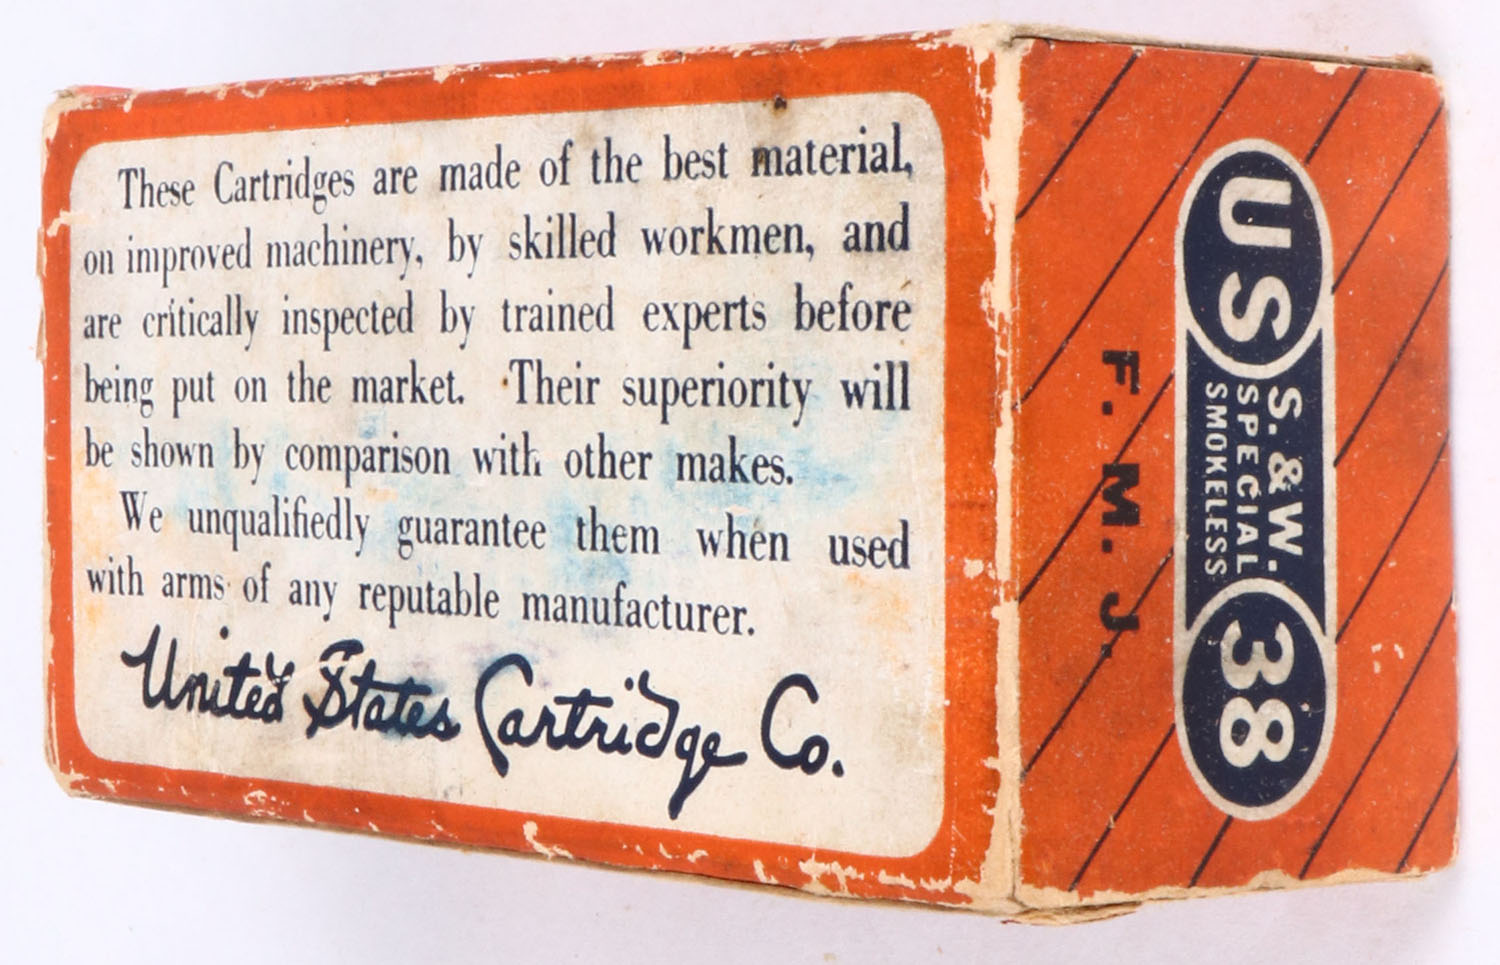 These Cartridges are made of the best material,
on improved machinery, by skilled workmen, and
are critically inspected by trained experts before
being put on the market. Their superiority will
be shown by comparison with other makes.
We unqualifiedly guarantee them when used
with arms of any reputable manufacturer.
United States Cartridge Co.
US
S. & W.
SPECIAL
SMOKELESS
38
F. M. J.